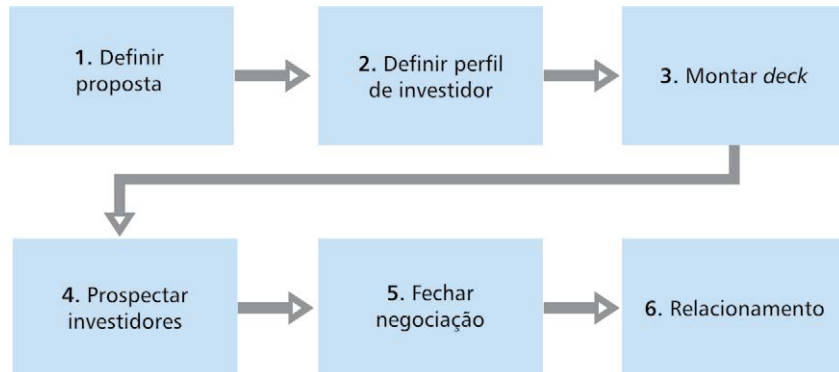 1. Definir
proposta
2. Definir perfil
de investidor
3. Montar deck
4. Prospectar
investidores
5. Fechar
negociação
6. Relacionamento